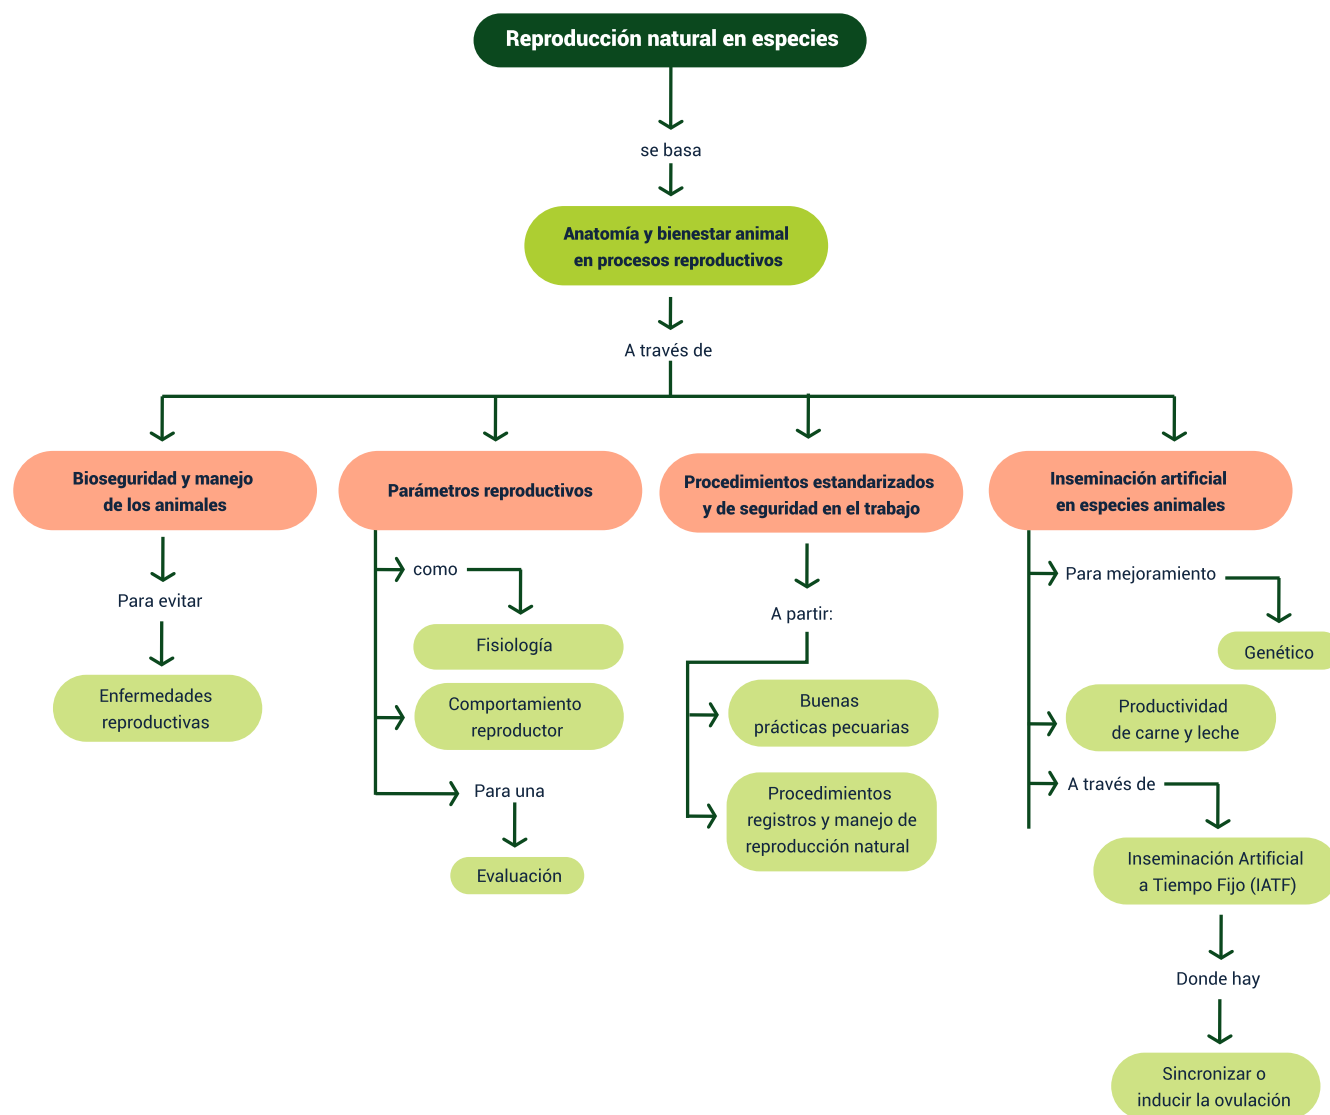 Reproducción natural en especies
se basa
Anatomía y bienestar animal
en procesos reproductivos
A través de
Bioseguridad y manejo
de los animales
Para evitar
Enfermedades
reproductivas
Parámetros reproductivos
como
Fisiología
Comportamiento
reproductor
Para una
Evaluación
Procedimientos estandarizados
y de seguridad en el trabajo
A partir:
Buenas
prácticas pecuarias
Procedimientos
registros y manejo de
reproducción natural
Inseminación artificial
en especies animales
Para mejoramiento
Genético
Productividad
de carne y leche
A través de
Inseminación Artificial
a Tiempo Fijo (IATF)
Donde hay
Sincronizar o
inducir la ovulación